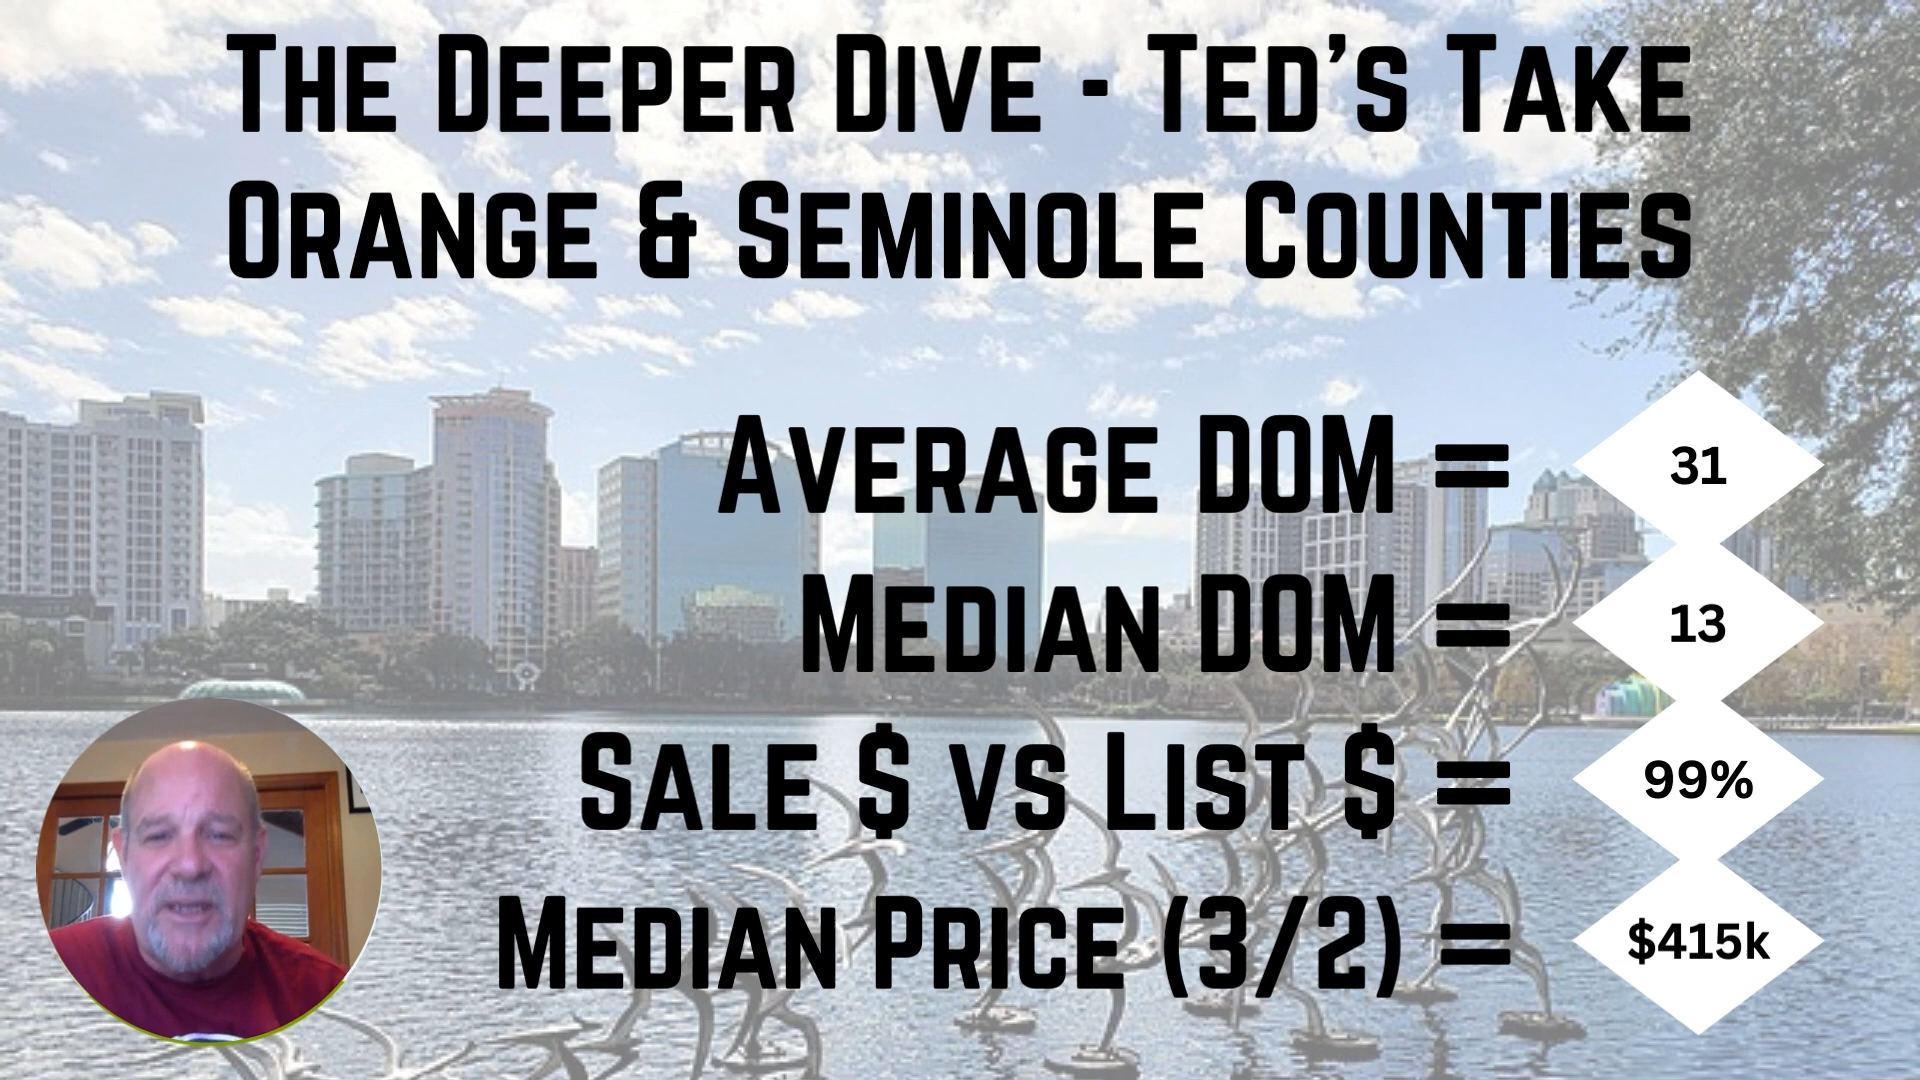 The Deeper Dive - Ted's Take
Orange & Seminole Counties
Average DOM = 31
Median DOM = 13
Sale $ vs List $ = 99%
Median Price (3/2) = $415k